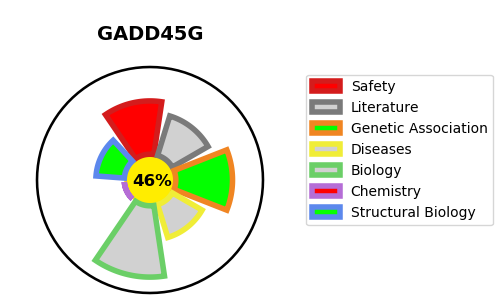 GADD45G
46%
Safety
Literature
Genetic Association
Diseases
Biology
Chemistry
Structural Biology